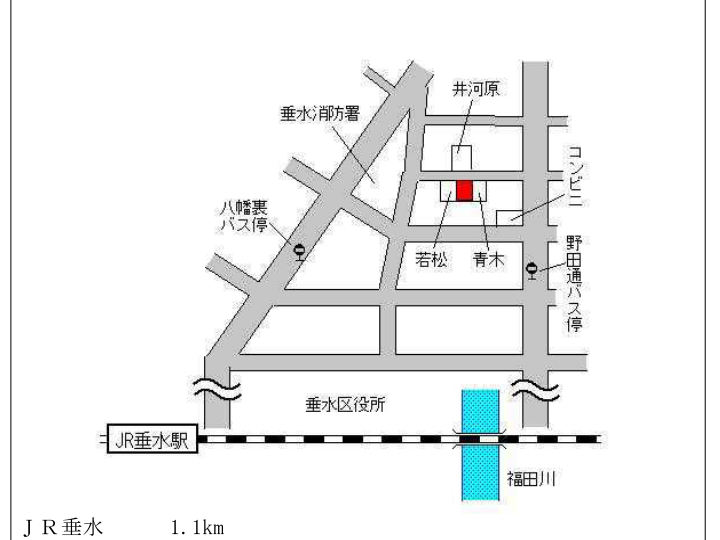 井河原
垂水消防署
コンビニ
八幡裏
バス停
若松
青木
野田通バス停
垂水区役所
JR垂水駅
福田川
ＪＲ垂水　　　1.1km